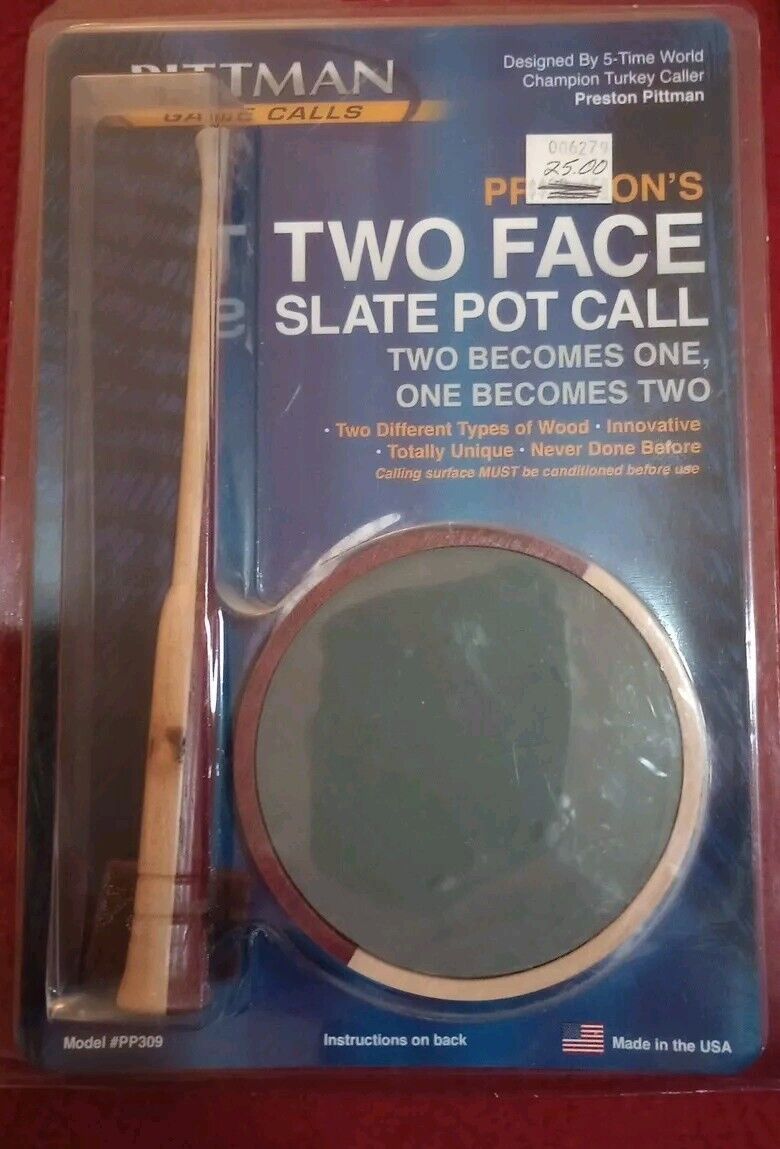 PITTMAN
GAME CALLS
Designed By 5-Time World
Champion Turkey Caller
Preston Pittman
006279
25.00
TWO FACE
SLATE POT CALL
TWO BECOMES ONE,
ONE BECOMES TWO
• Two Different Types of Wood • Innovative
• Totally Unique • Never Done Before
Calling surface MUST be conditioned before use
Model #PP309
Instructions on back
Made in the USA